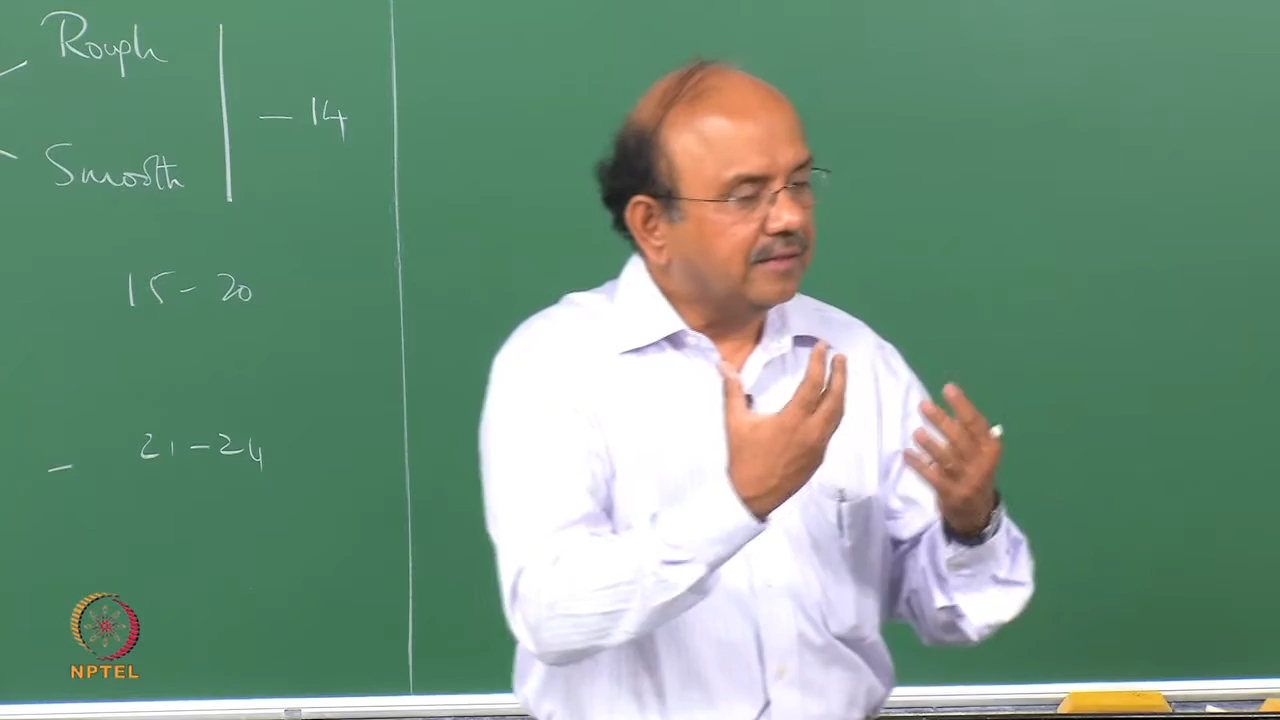 Rough
– 14
Smooth
15 – 20
– 21 – 24
NPTEL